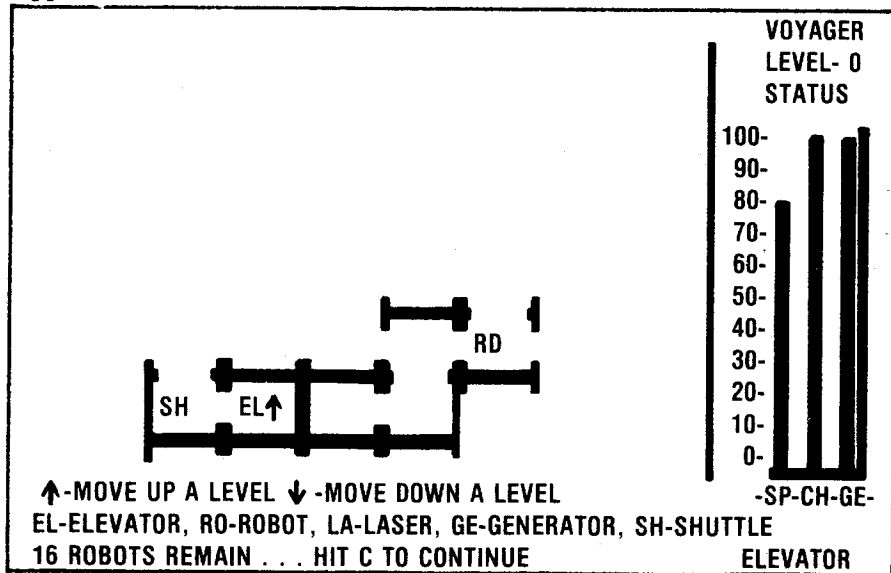 VOYAGER
LEVEL- 0
STATUS
100-
90-
80-
70-
60-
50-
40-
30-
20-
10-
0-
-SP-CH-GE-
RD
SH
EL↑
↑-MOVE UP A LEVEL ↓-MOVE DOWN A LEVEL
EL-ELEVATOR, RO-ROBOT, LA-LASER, GE-GENERATOR, SH-SHUTTLE
16 ROBOTS REMAIN . . . HIT C TO CONTINUE ELEVATOR